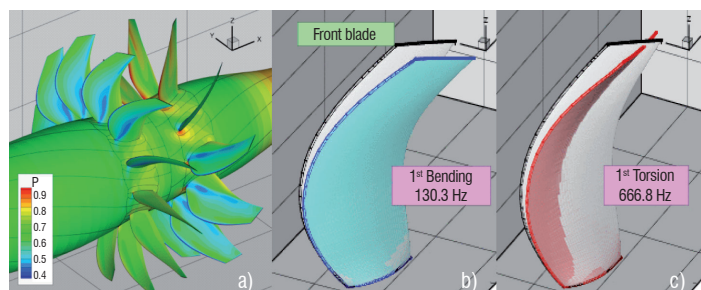 Z
Y
X
P
0.9
0.8
0.7
0.6
0.5
0.4
a)
Front blade
z
1st Bending
130.3 Hz
b)
z
1st Torsion
666.8 Hz
c)